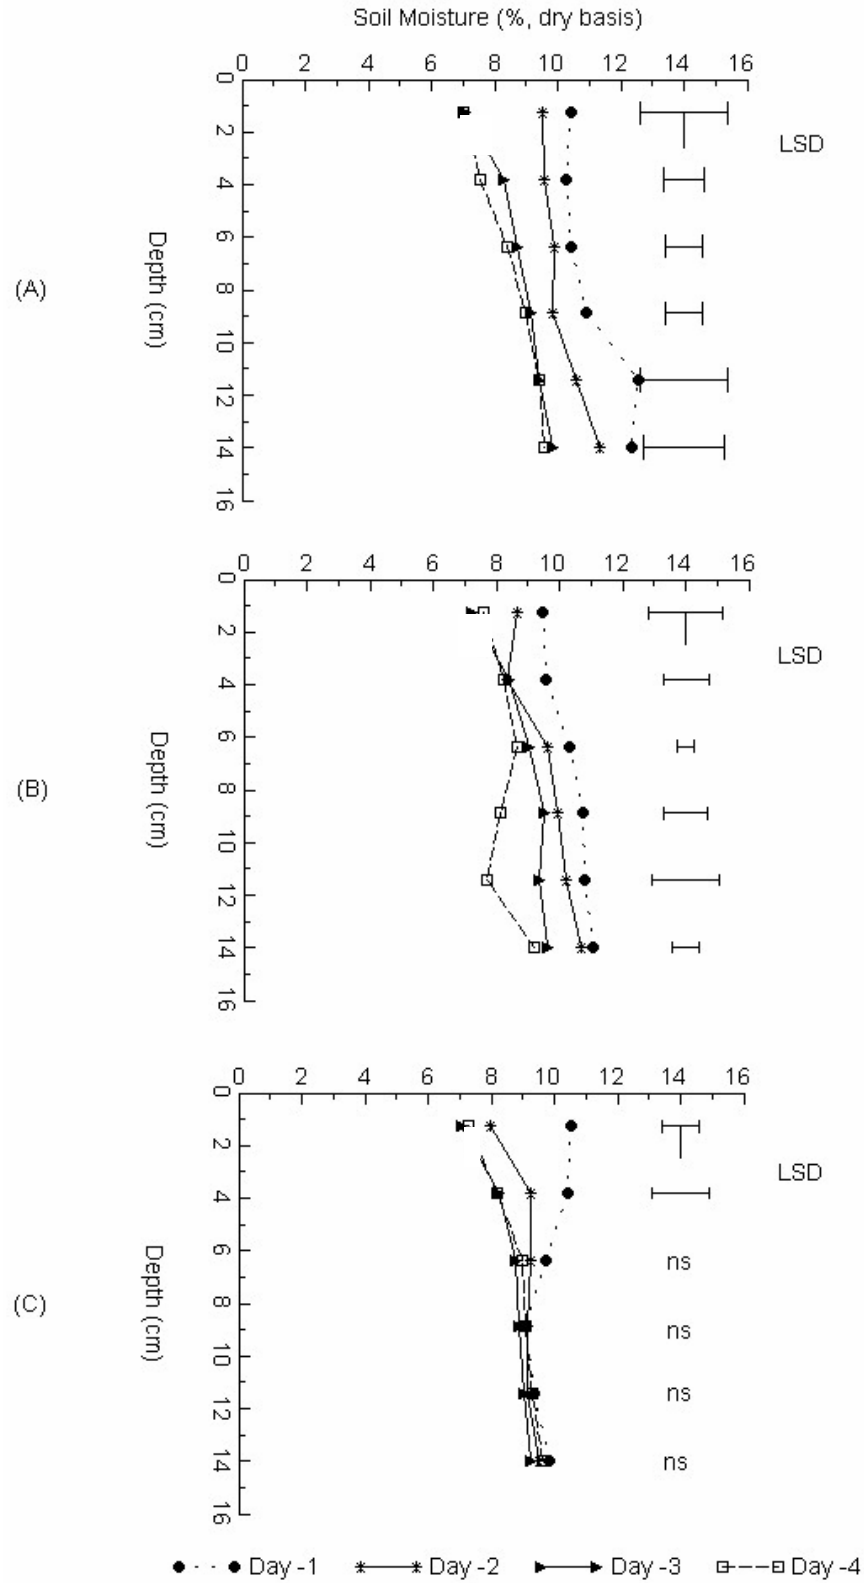 Soil Moisture (%, dry basis)
0 2 4 6 8 10 12 14 16
0
2
LSD
4
6
8
10
12
14
16
Depth (cm)
(A)
0 2 4 6 8 10 12 14 16
0
2
LSD
4
6
8
10
12
14
16
Depth (cm)
(B)
0 2 4 6 8 10 12 14 16
0
2
LSD
4
6
ns
8
ns
10
12
ns
14
ns
16
Depth (cm)
(C)
Day -1 Day -2 Day -3 Day -4